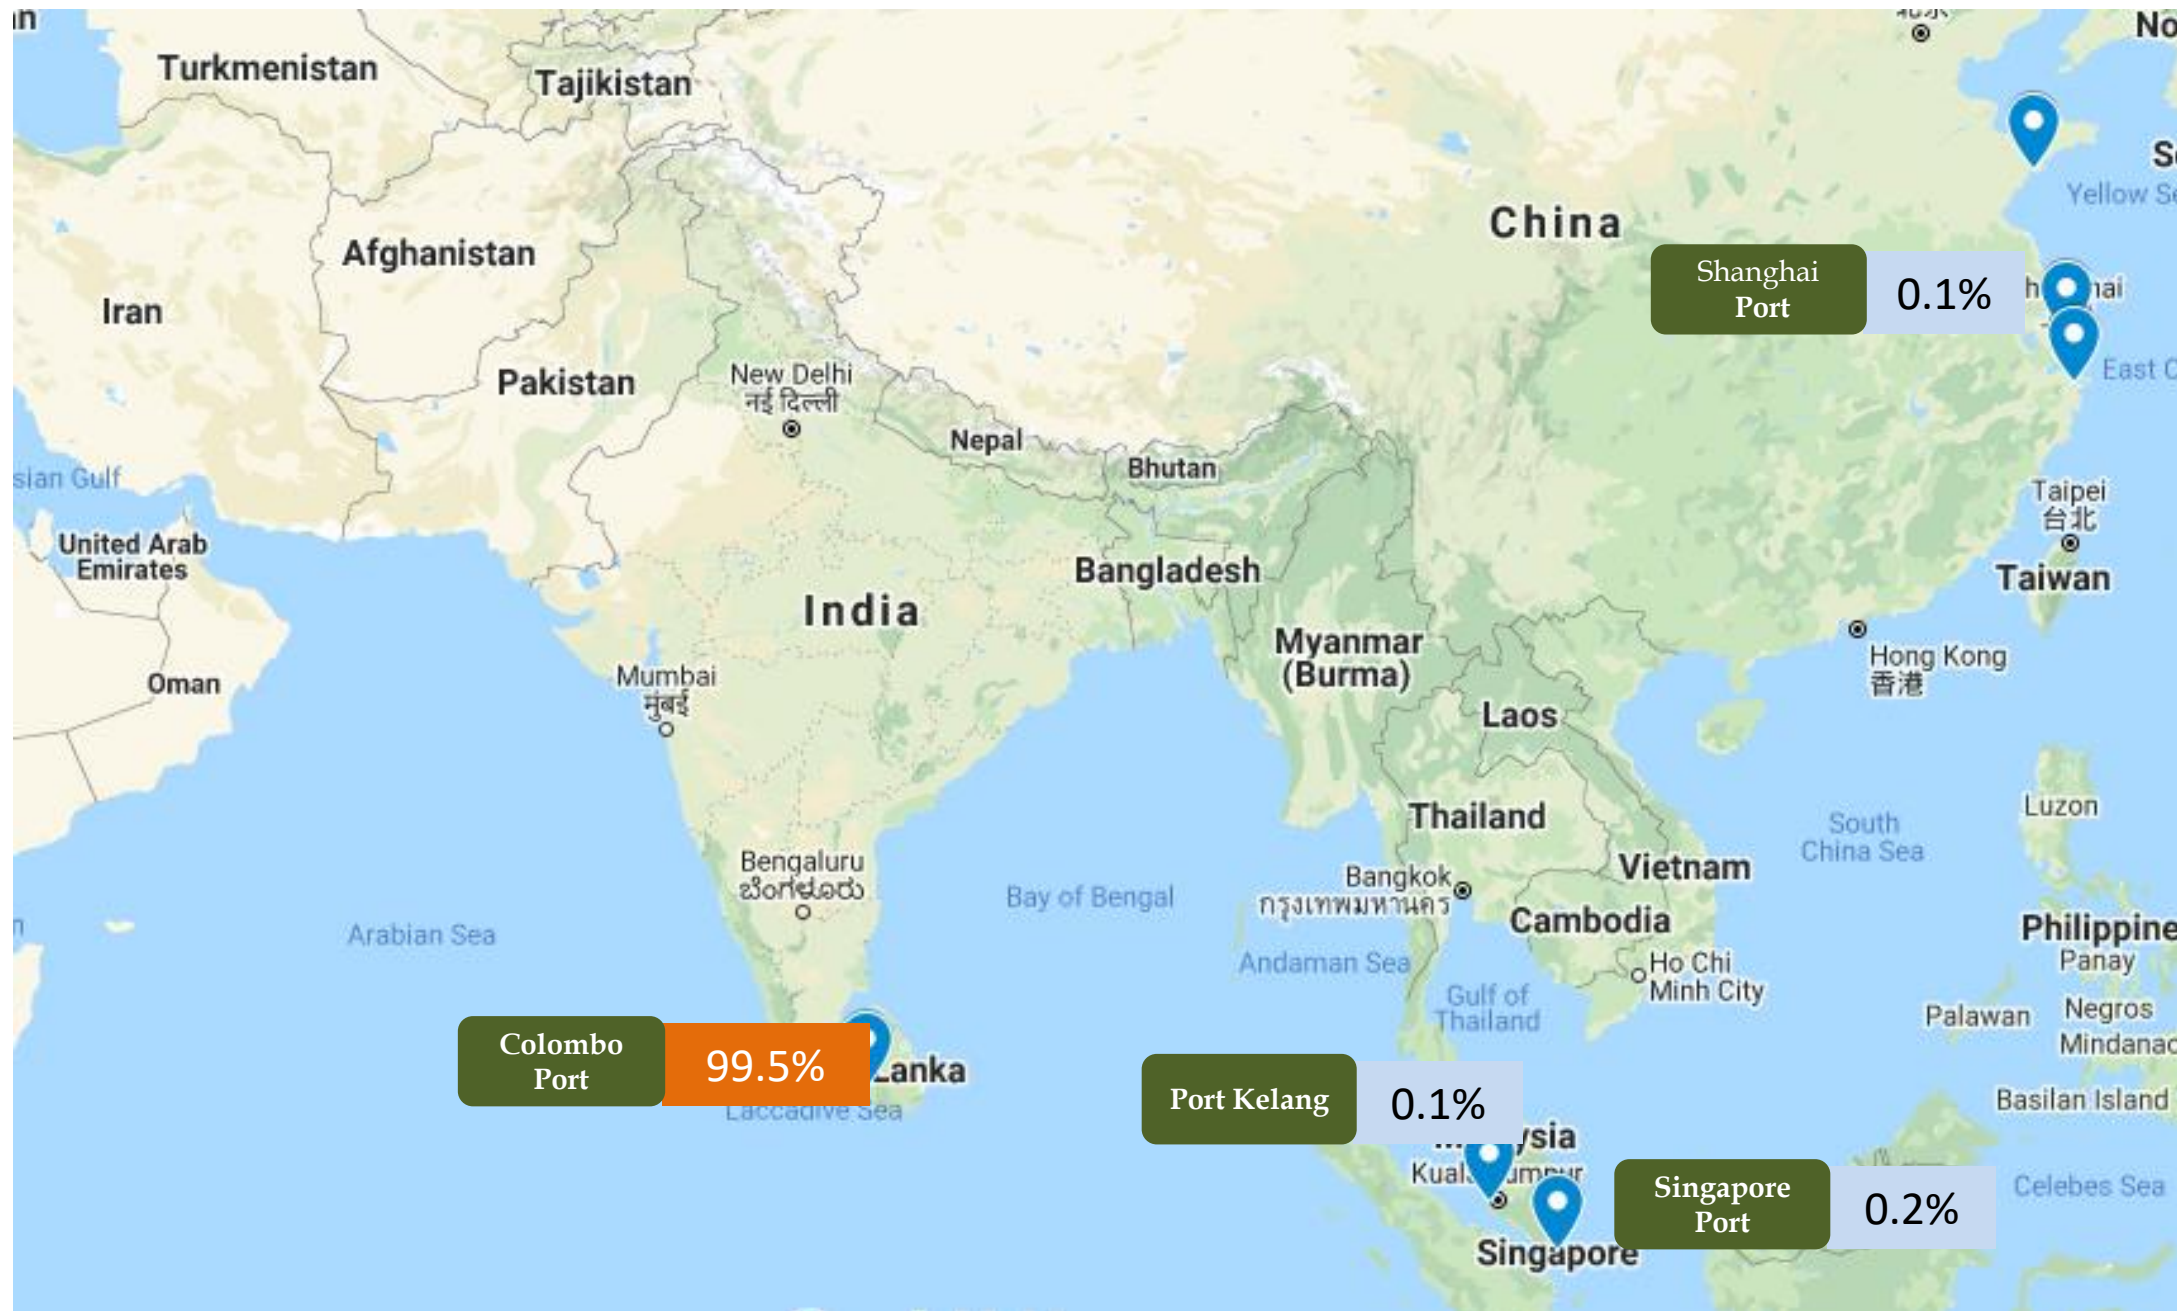 Turkmenistan
Tajikistan
Afghanistan
Iran
Pakistan
China
Yellow
Shanghai
Port
0.1%
East
New Delhi
नई दिल्ली
Nepal
Bhutan
Gulf
United Arab
Emirates
Oman
India
Bangladesh
Mumbai
मुंबई
Myanmar
(Burma)
Laos
Taipei
台北
Taiwan
Hong Kong
香港
Thailand
Vietnam
South
China Sea
Luzon
Bengaluru
ಬೆಂಗಳೂರು
Bay of Bengal
Arabian Sea
Bangkok
กรุงเทพมหานคร
Cambodia
Andaman Sea
Gulf of
Thailand
Ho Chi
Minh City
Philippine
Panay
Palawan
Negros
Mindanao
Basilan Island
Colombo
Port
99.5%
Lanka
Laccadive Sea
Port Kelang
0.1%
ysia
Singapore
Port
0.2%
Celebes Sea
Singapore